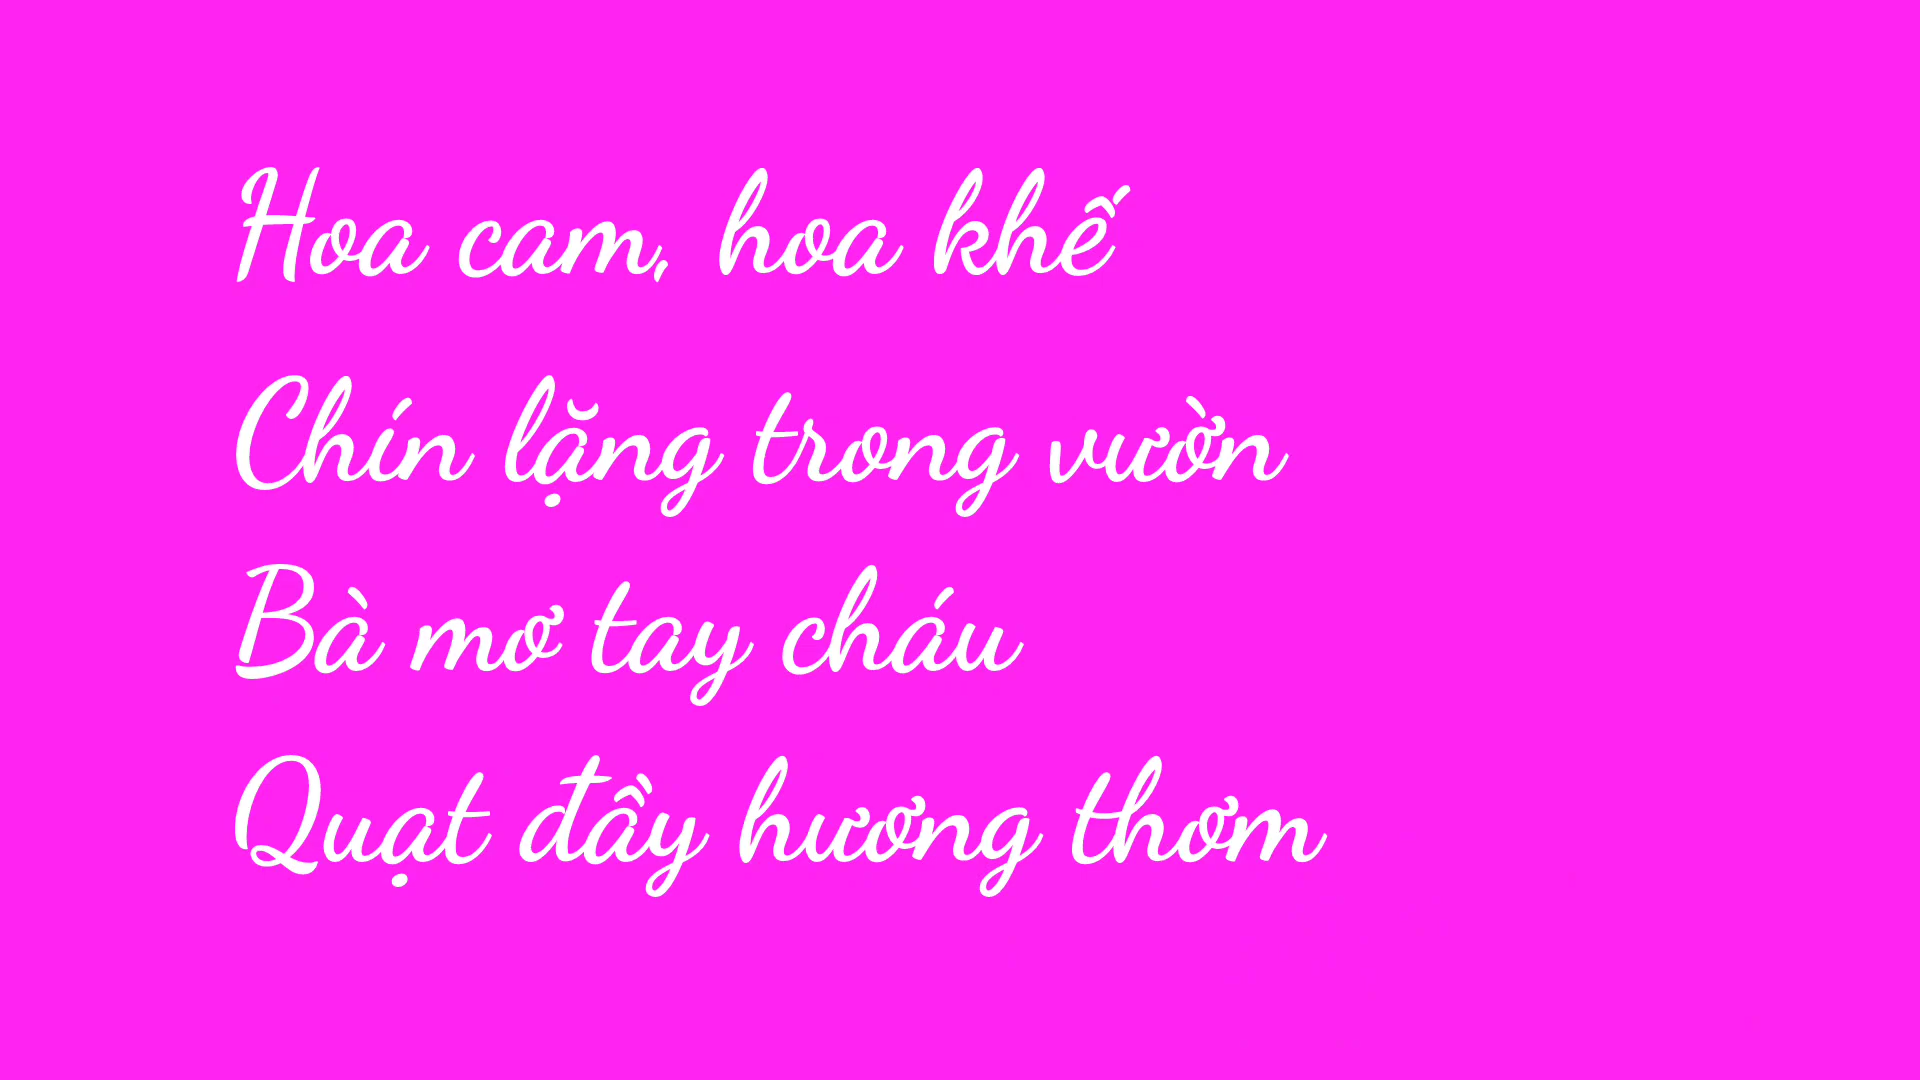 Hoa cam, hoa khế
Chín lặng trong vườn
Bà mơ tay cháu
Quạt đầy hương thơm